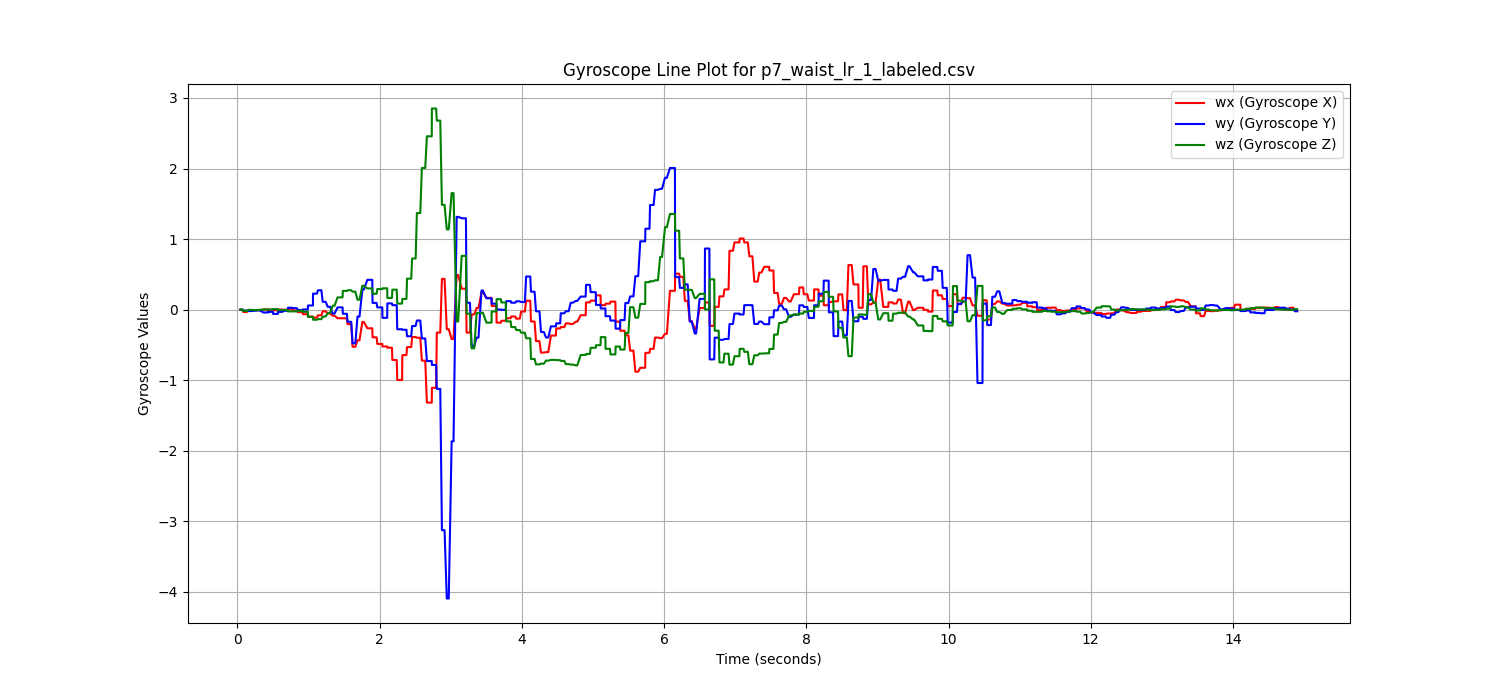 Gyroscope Line Plot for p7_waist_lr_1_labeled.csv
wx (Gyroscope X)
wy (Gyroscope Y)
wz (Gyroscope Z)
Gyroscope Values
3
2
1
0
−1
−2
−3
−4
0 2 4 6 8 10 12 14
Time (seconds)